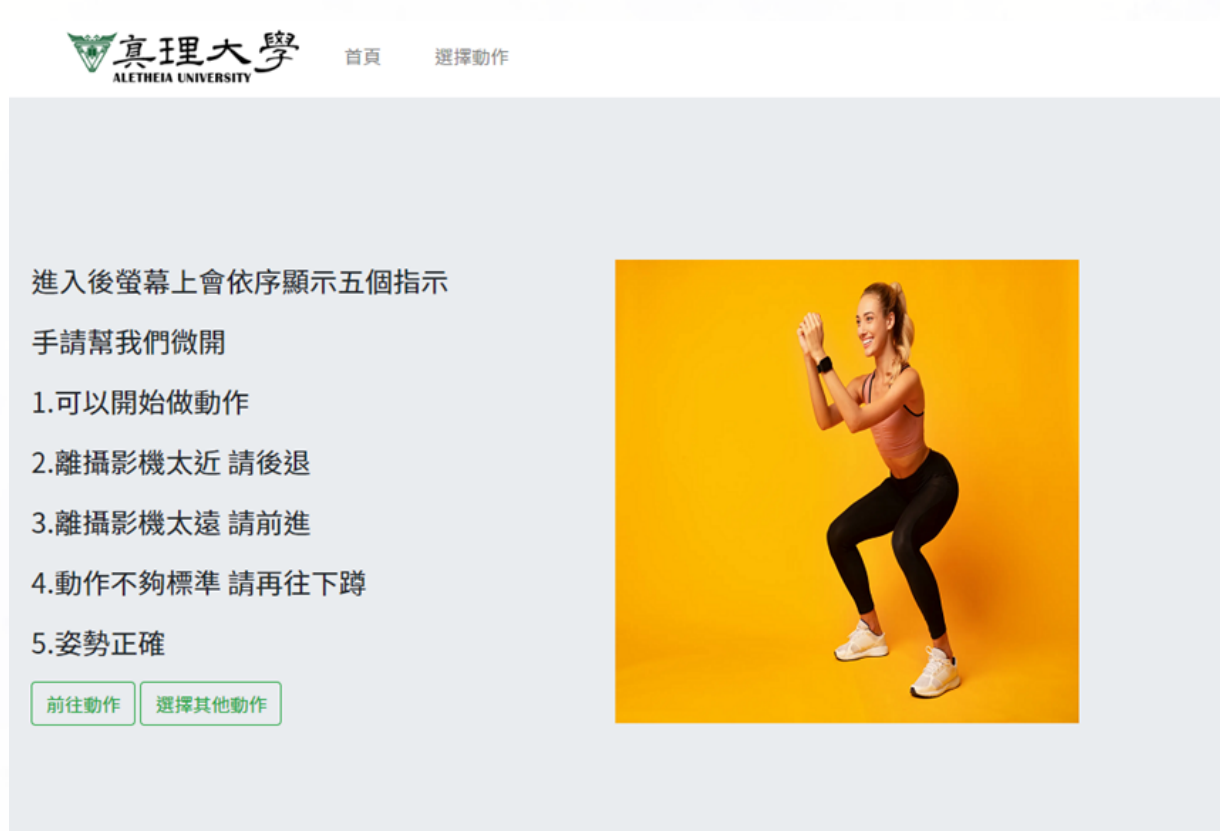 真理大學
ALETHEIA UNIVERSITY
首頁
選擇動作
進入後螢幕上會依序顯示五個指示
手請幫我們微開
1.可以開始做動作
2.離攝影機太近 請後退
3.離攝影機太遠 請前進
4.動作不夠標準 請再往下蹲
5.姿勢正確
前往動作
選擇其他動作